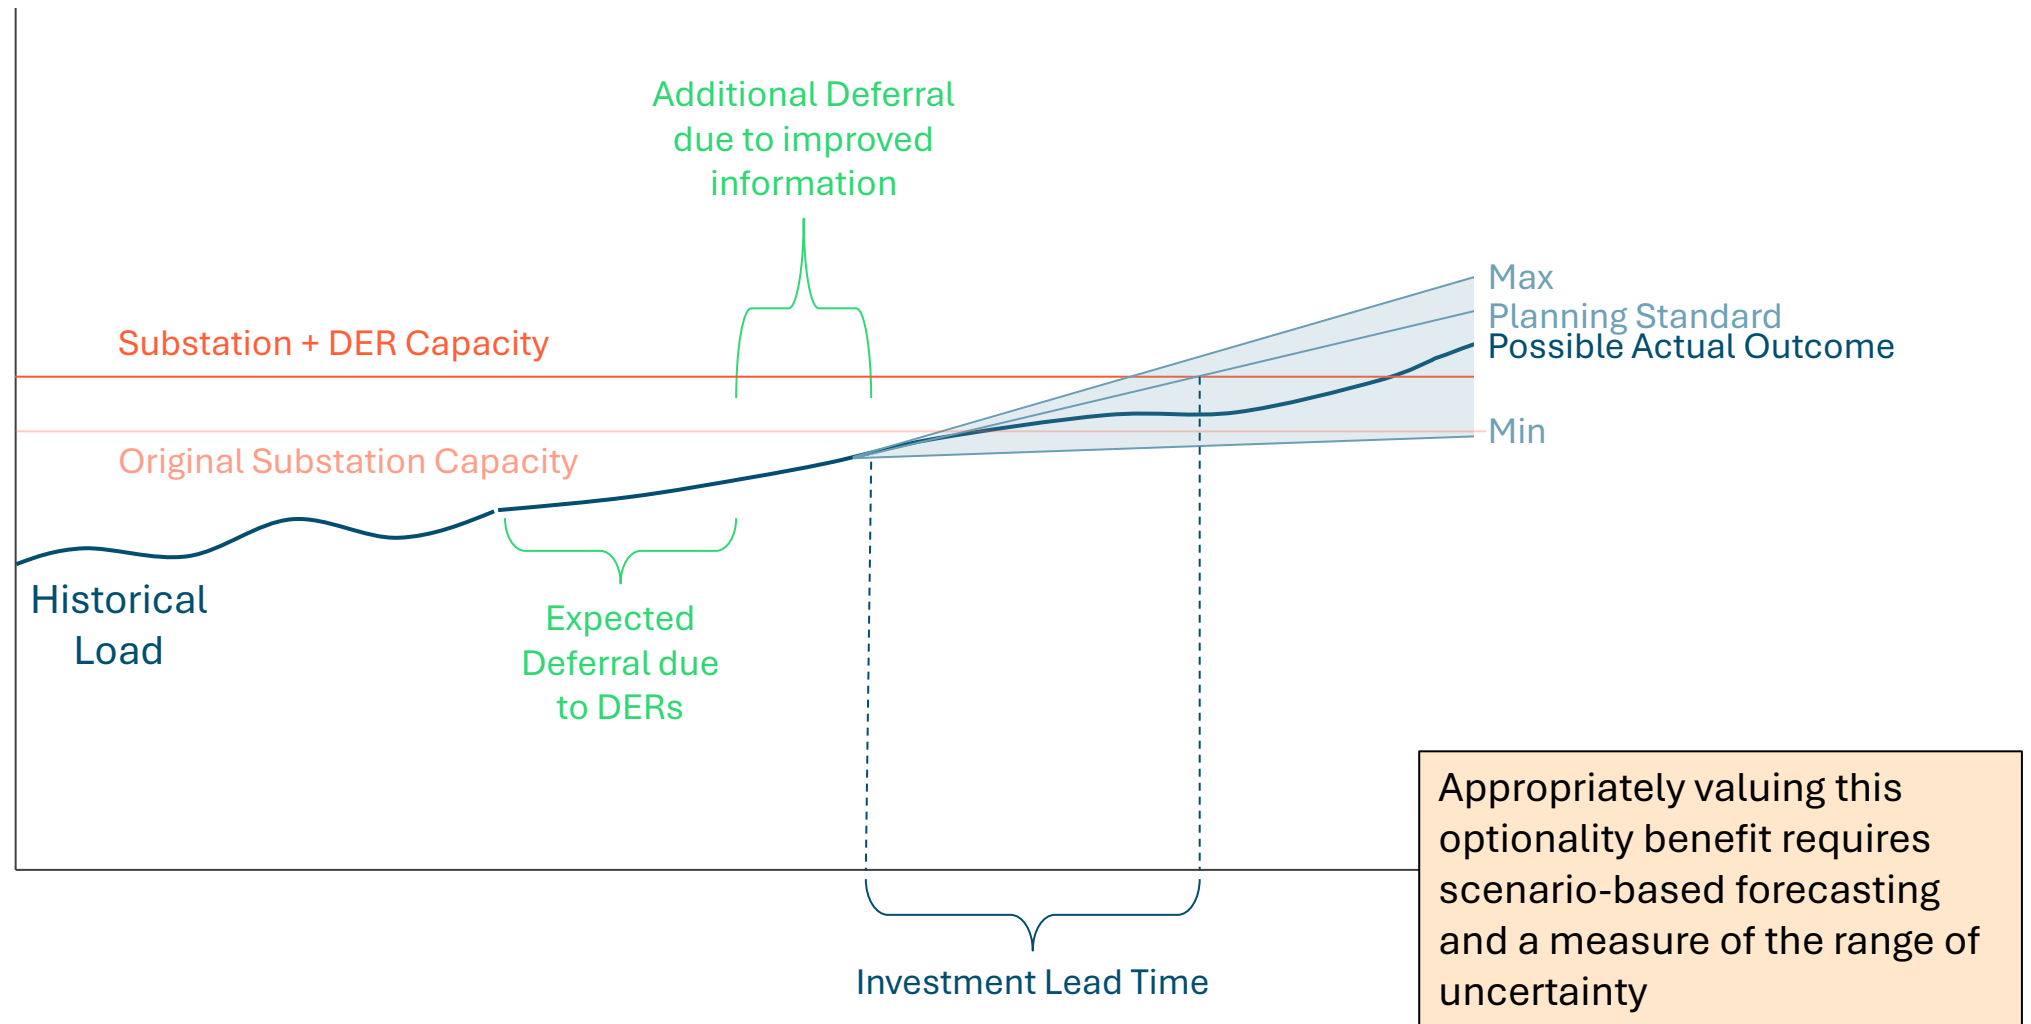 Additional Deferral
due to improved
information
Max
Planning Standard
Possible Actual Outcome
Substation + DER Capacity
Min
Original Substation Capacity
Historical
Load
Expected
Deferral due
to DERs
Appropriately valuing this
optionality benefit requires
scenario-based forecasting
and a measure of the range of
uncertainty
Investment Lead Time